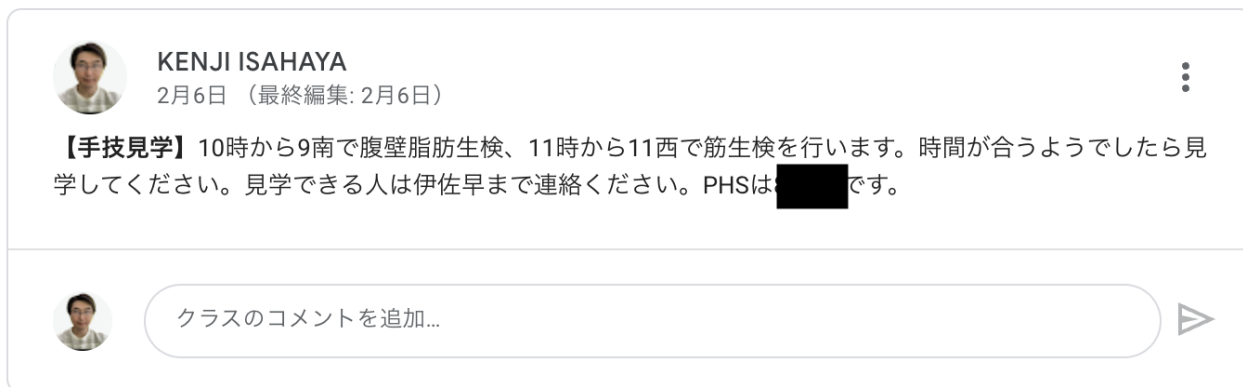 KENJI ISAHAYA
2月6日 （最終編集: 2月6日）
【手技見学】10時から9南で腹壁脂肪生検、11時から11西で筋生検を行います。時間が合うようでしたら見
学してください。見学できる人は伊佐早まで連絡ください。PHSは です。
クラスのコメントを追加...